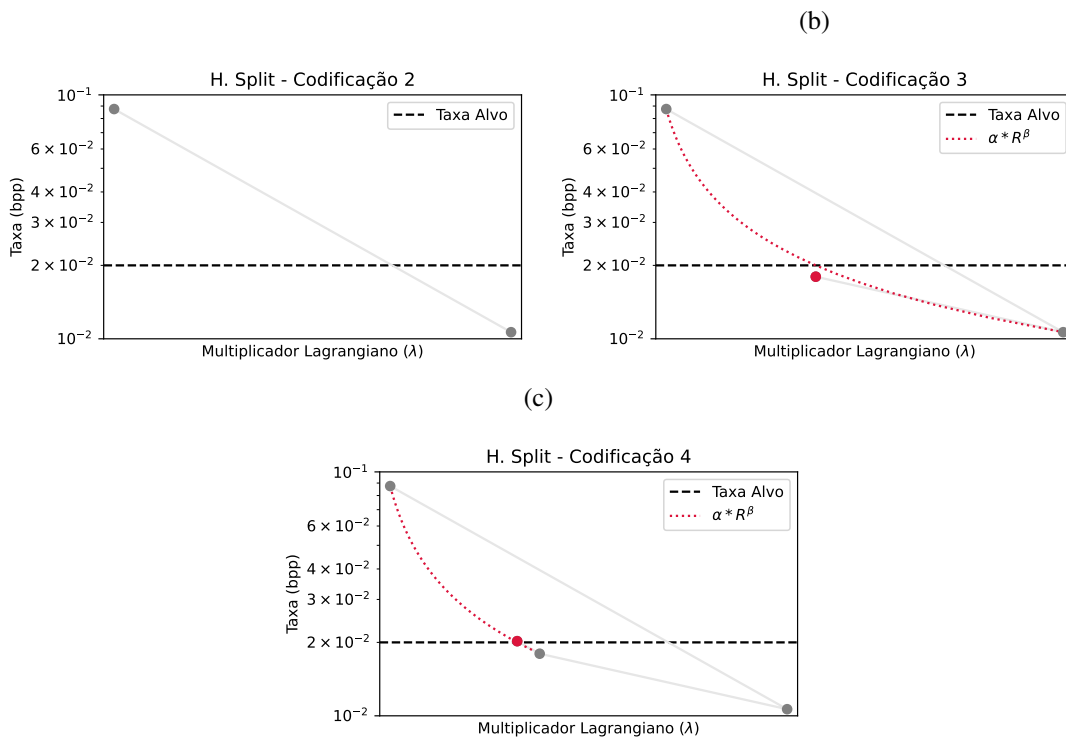 (b)
H. Split - Codificação 2
10⁻¹
6 × 10⁻²
4 × 10⁻²
3 × 10⁻²
2 × 10⁻²
10⁻²
Taxa (bpp)
Taxa Alvo
Multiplicador Lagrangiano (λ)
H. Split - Codificação 3
10⁻¹
6 × 10⁻²
4 × 10⁻²
3 × 10⁻²
2 × 10⁻²
10⁻²
Taxa (bpp)
Taxa Alvo
α * R^β
Multiplicador Lagrangiano (λ)
(c)
H. Split - Codificação 4
10⁻¹
6 × 10⁻²
4 × 10⁻²
3 × 10⁻²
2 × 10⁻²
10⁻²
Taxa (bpp)
Taxa Alvo
α * R^β
Multiplicador Lagrangiano (λ)